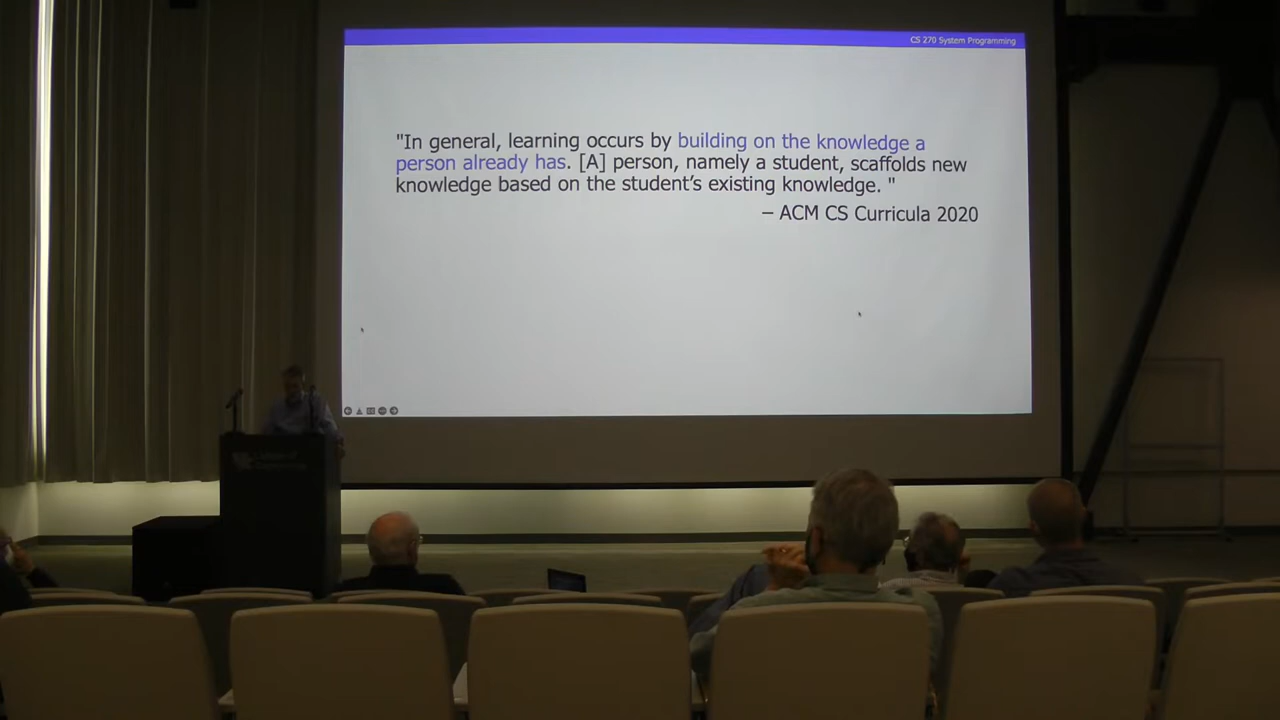 CS 270 System Programming
"In general, learning occurs by building on the knowledge a
person already has. [A] person, namely a student, scaffolds new
knowledge based on the student’s existing knowledge. "
– ACM CS Curricula 2020